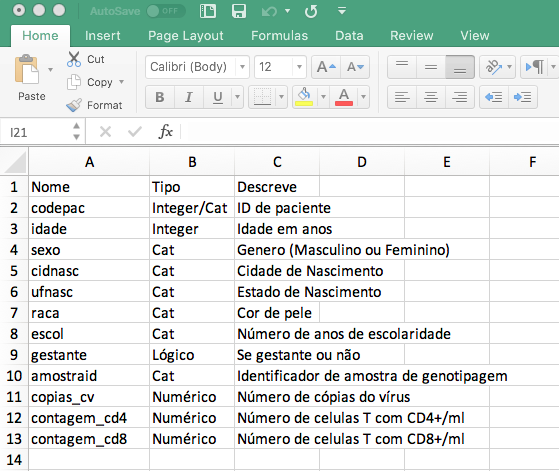 AutoSave OFF
Home Insert Page Layout Formulas Data Review View
Paste Cut Copy Format Calibri (Body) 12 A A
B I U A
I21 fx
A B C D E F
1 Nome Tipo Descreve
2 codepac Integer/Cat ID de paciente
3 idade Integer Idade em anos
4 sexo Cat Genero (Masculino ou Feminino)
5 cidnasc Cat Cidade de Nascimento
6 ufnasc Cat Estado de Nascimento
7 raca Cat Cor de pele
8 escol Cat Número de anos de escolaridade
9 gestante Lógico Se gestante ou não
10 amostraid Cat Identificador de amostra de genotipagem
11 copias_cv Numérico Número de cópias do vírus
12 contagem_cd4 Numérico Número de celulas T com CD4+/ml
13 contagem_cd8 Numérico Número de celulas T com CD8+/ml
14